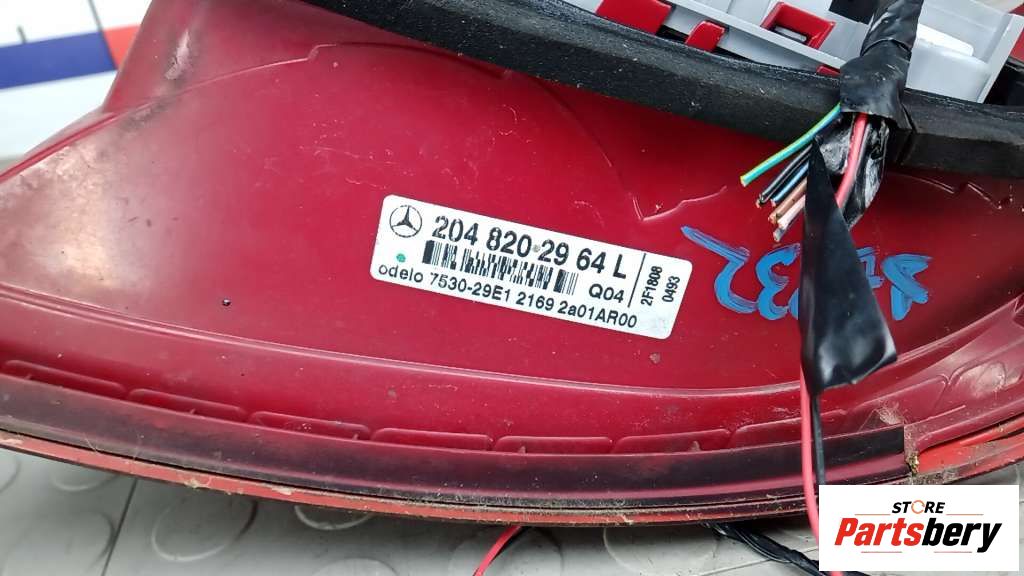 204 820 29 64 L
odelo 7530-29E1 2169 2a01AR00
Q04
2F1808
0493
STORE
Partsbery